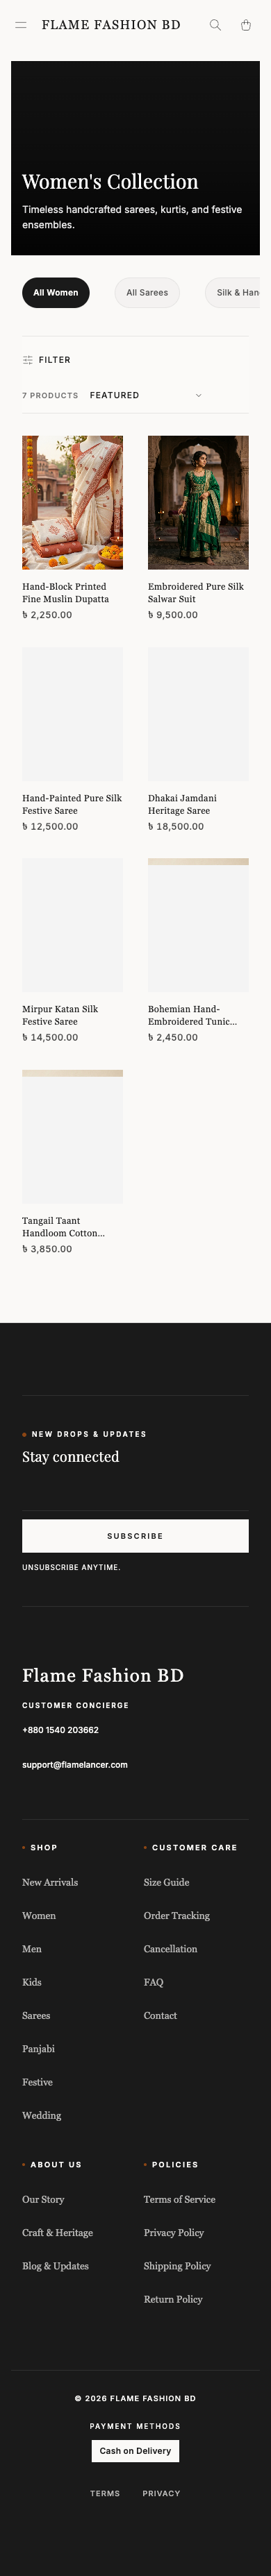 FLAME FASHION BD
Women's Collection
Timeless handcrafted sarees, kurtis, and festive
ensembles.
All Women
All Sarees
Silk & Han
FILTER
7 PRODUCTS FEATURED
Hand-Block Printed
Fine Muslin Dupatta
৳ 2,250.00
Embroidered Pure Silk
Salwar Suit
৳ 9,500.00
Hand-Painted Pure Silk
Festive Saree
৳ 12,500.00
Dhakai Jamdani
Heritage Saree
৳ 18,500.00
Mirpur Katan Silk
Festive Saree
৳ 14,500.00
Bohemian Hand-
Embroidered Tunic...
৳ 2,450.00
Tangail Taant
Handloom Cotton...
৳ 3,850.00
NEW DROPS & UPDATES
Stay connected
SUBSCRIBE
UNSUBSCRIBE ANYTIME.
Flame Fashion BD
CUSTOMER CONCIERGE
+880 1540 203662
support@flamelancer.com
SHOP
New Arrivals
Women
Men
Kids
Sarees
Panjabi
Festive
Wedding
CUSTOMER CARE
Size Guide
Order Tracking
Cancellation
FAQ
Contact
ABOUT US
Our Story
Craft & Heritage
Blog & Updates
POLICIES
Terms of Service
Privacy Policy
Shipping Policy
Return Policy
© 2026 FLAME FASHION BD
PAYMENT METHODS
Cash on Delivery
TERMS PRIVACY